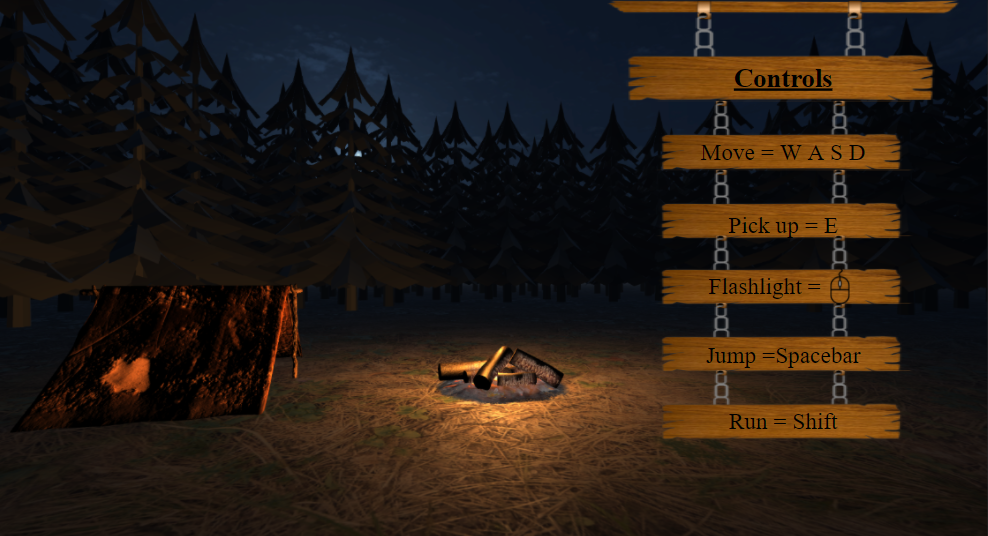 Controls
Move = W A S D
Pick up = E
Flashlight =
Jump =Spacebar
Run = Shift